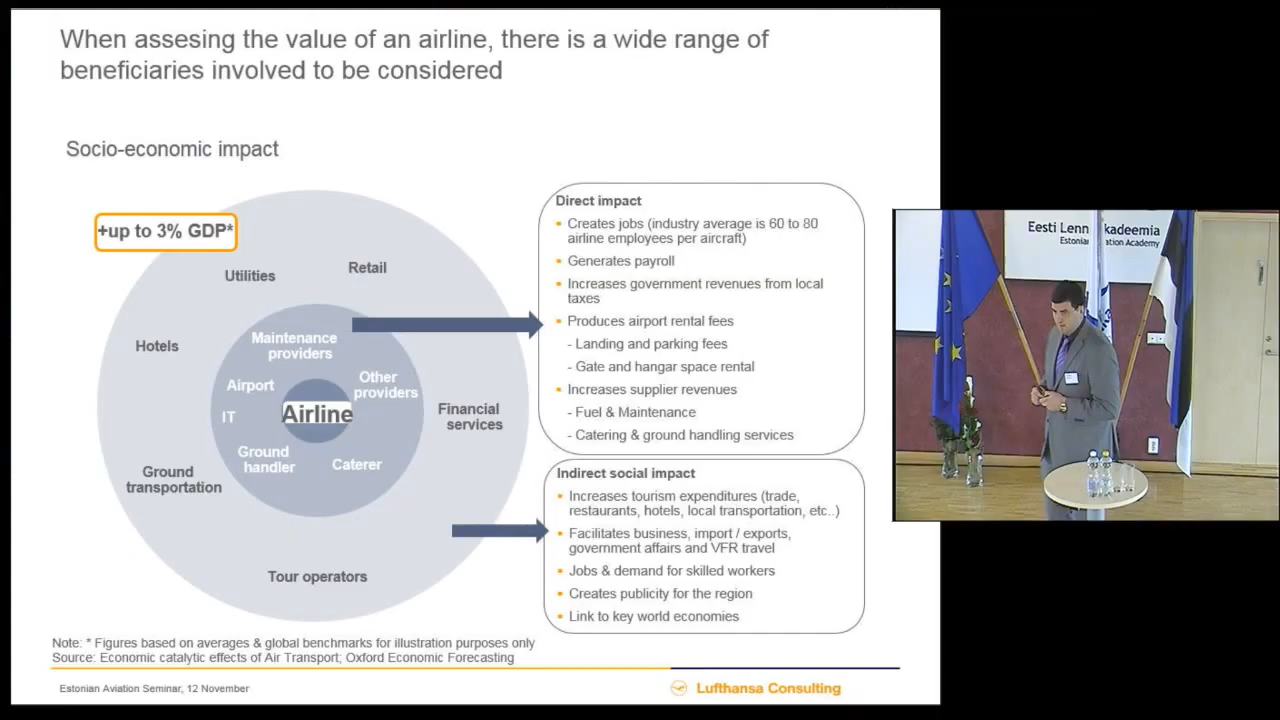 When assesing the value of an airline, there is a wide range of
beneficiaries involved to be considered
Socio-economic impact
+up to 3% GDP*
Utilities
Retail
Hotels
Maintenance
providers
Airport
Other
providers
IT
Airline
Financial
services
Ground
handler
Caterer
Ground
transportation
Tour operators
Direct impact
▪ Creates jobs (industry average is 60 to 80
airline employees per aircraft)
▪ Generates payroll
▪ Increases government revenues from local
taxes
▪ Produces airport rental fees
- Landing and parking fees
- Gate and hangar space rental
▪ Increases supplier revenues
- Fuel & Maintenance
- Catering & ground handling services
Indirect social impact
▪ Increases tourism expenditures (trade,
restaurants, hotels, local transportation, etc..)
▪ Facilitates business, import / exports,
government affairs and VFR travel
▪ Jobs & demand for skilled workers
▪ Creates publicity for the region
▪ Link to key world economies
Note: * Figures based on averages & global benchmarks for illustration purposes only
Source: Economic catalytic effects of Air Transport; Oxford Economic Forecasting
Estonian Aviation Seminar, 12 November
Lufthansa Consulting
Eesti Lenn kadeemia
Estonia ation Academy